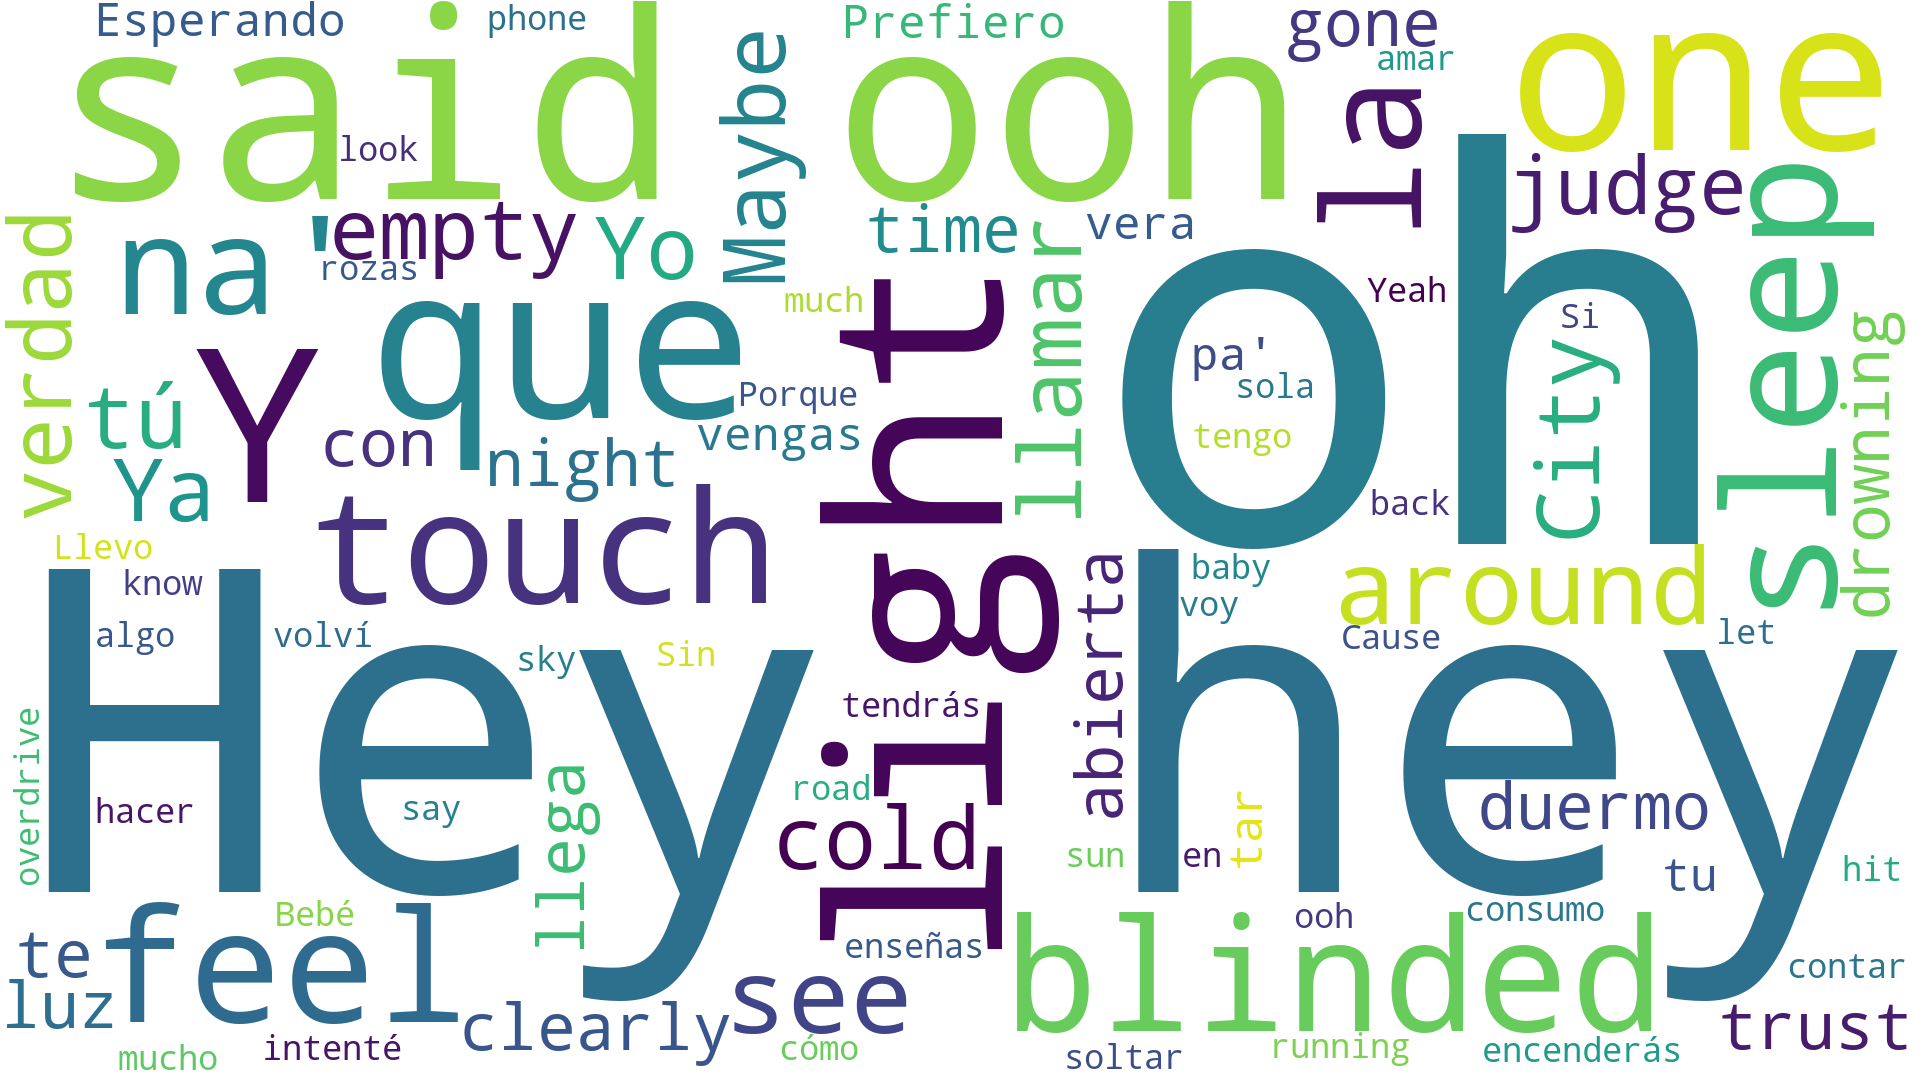 Esperando
phone
Prefiero
gone
said
ooh
one
amar
Maybe
la
look
judge
sleep
verdad
na'
empty
Yo
time
vera
rozas
llamar
oh
que
much
light
Yeah
Si
City
drowning
pa'
sola
tú
Y
Porque
con
vengas
tengo
night
Ya
touch
back
Llevo
around
know
abierta
baby
voy
algo
volví
sky
Sin
Cause
let
Hey
hey
tendrás
overdrive
llega
road
hacer
say
cold
tar
duermo
sun
en
tu
hit
Bebé
feel
te
luz
enseñas
see
blinded
ooh
consumo
contar
clearly
trust
mucho
intenté
cómo
soltar
running
encenderás